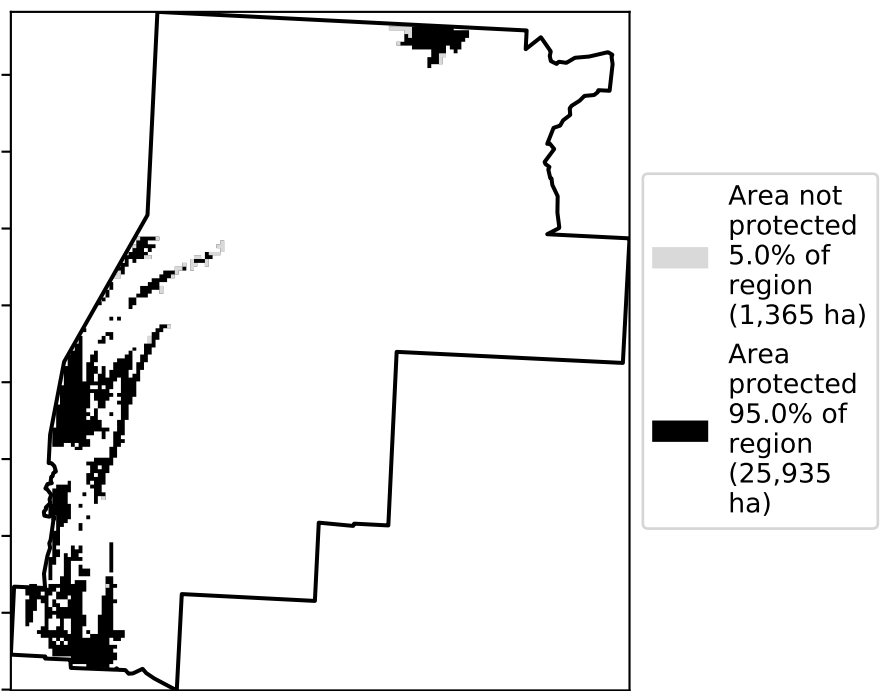 Area not
protected
5.0% of
region
(1,365 ha)
Area
protected
95.0% of
region
(25,935
ha)